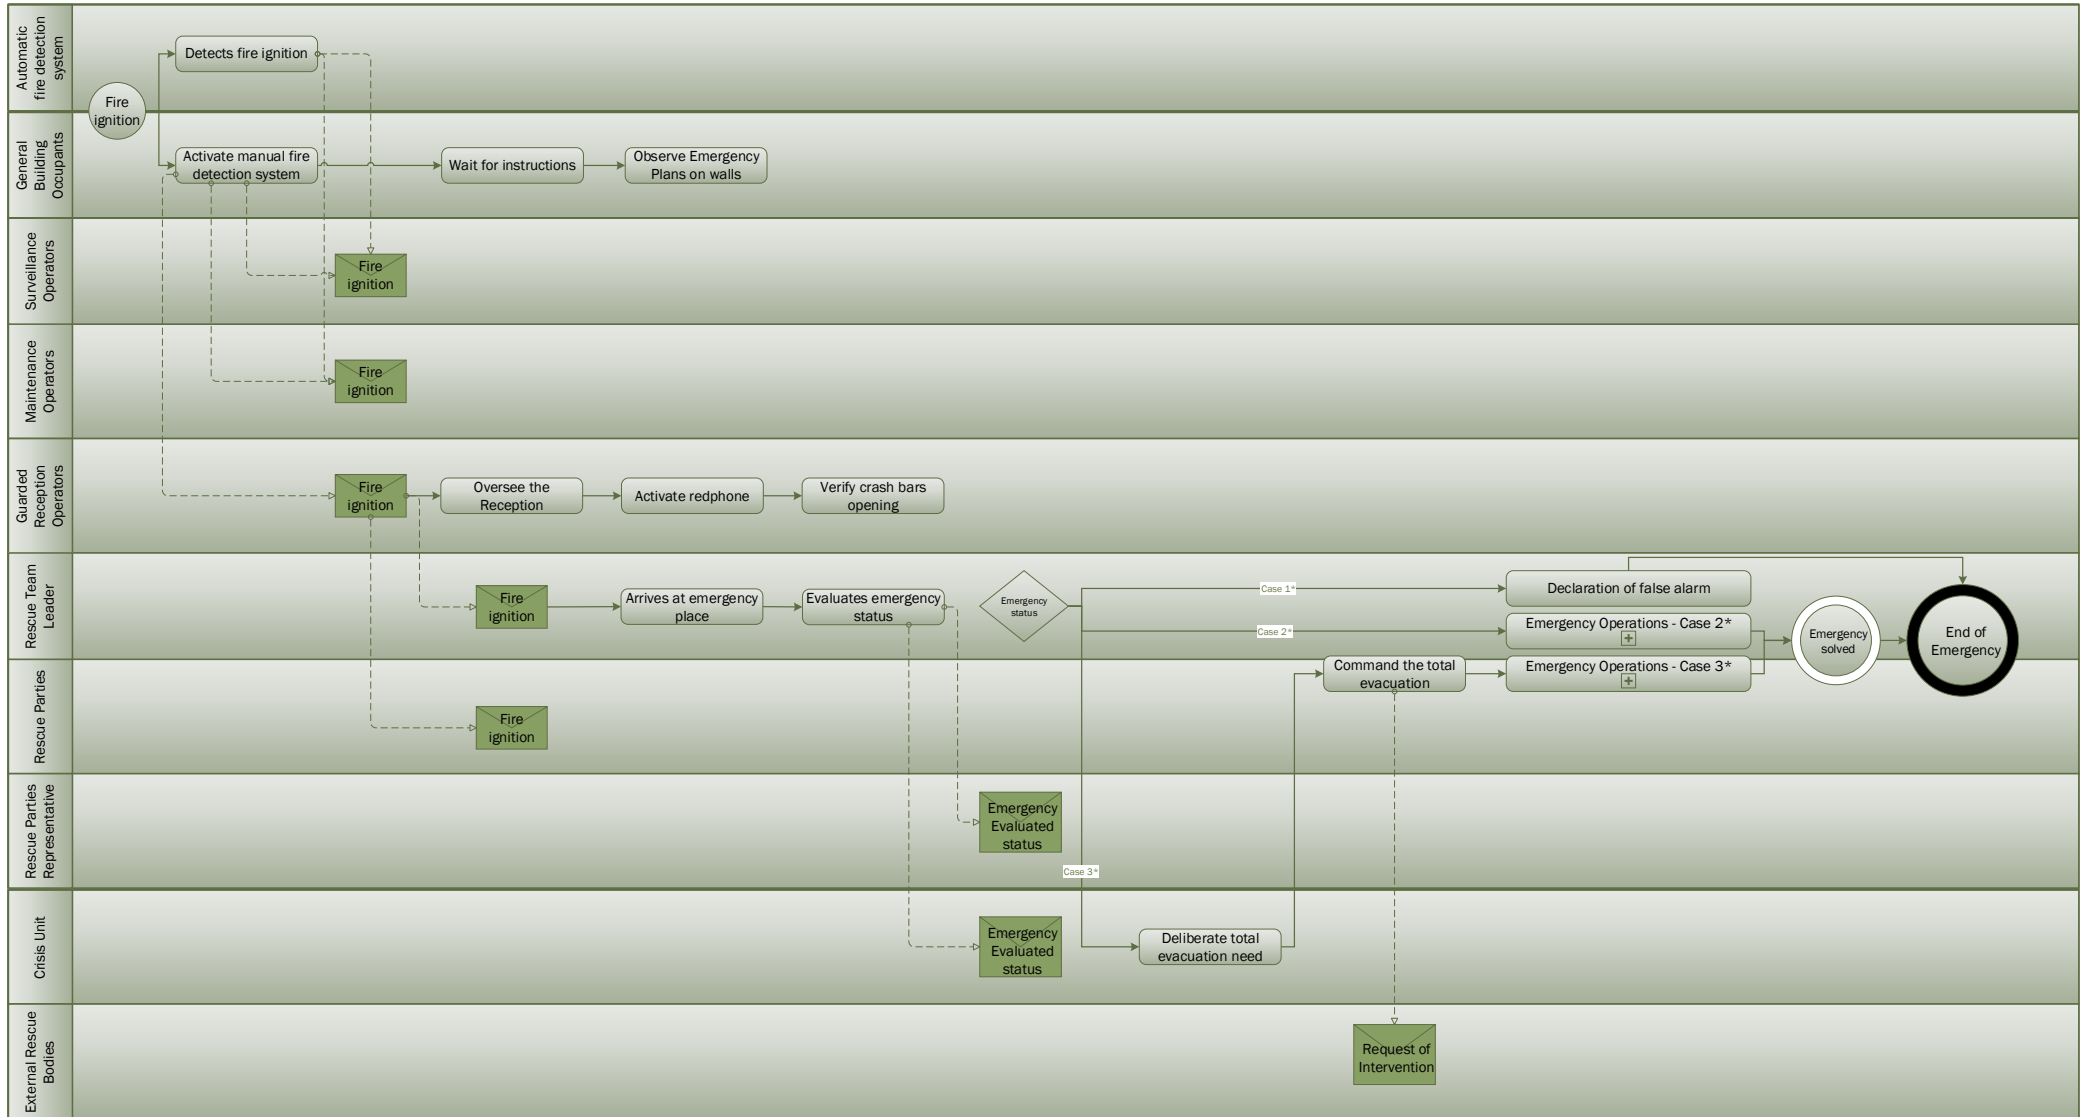 Automatic
fire detection
system
Fire
ignition
Detects fire ignition
General
Building
Occupants
Activate manual fire
detection system
Wait for instructions
Observe Emergency
Plans on walls
Surveillance
Operators
Fire
ignition
Maintenance
Operators
Fire
ignition
Guarded
Reception
Operators
Fire
ignition
Oversee the
Reception
Activate redphone
Verify crash bars
opening
Rescue Team
Leader
Fire
ignition
Arrives at emergency
place
Evaluates emergency
status
Emergency
status
Case 1*
Declaration of false alarm
Case 2*
Emergency Operations - Case 2*
Emergency
solved
End of
Emergency
Rescue Parties
Fire
ignition
Command the total
evacuation
Emergency Operations - Case 3*
Rescue Parties
Representative
Emergency
Evaluated
status
Case 3*
Crisis Unit
Emergency
Evaluated
status
Deliberate total
evacuation need
External Rescue
Bodies
Request of
Intervention